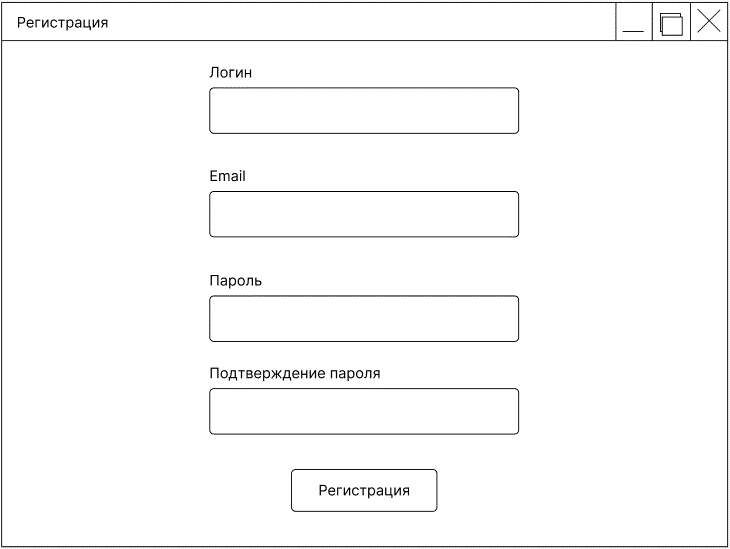 Регистрация
Логин
Email
Пароль
Подтверждение пароля
Регистрация